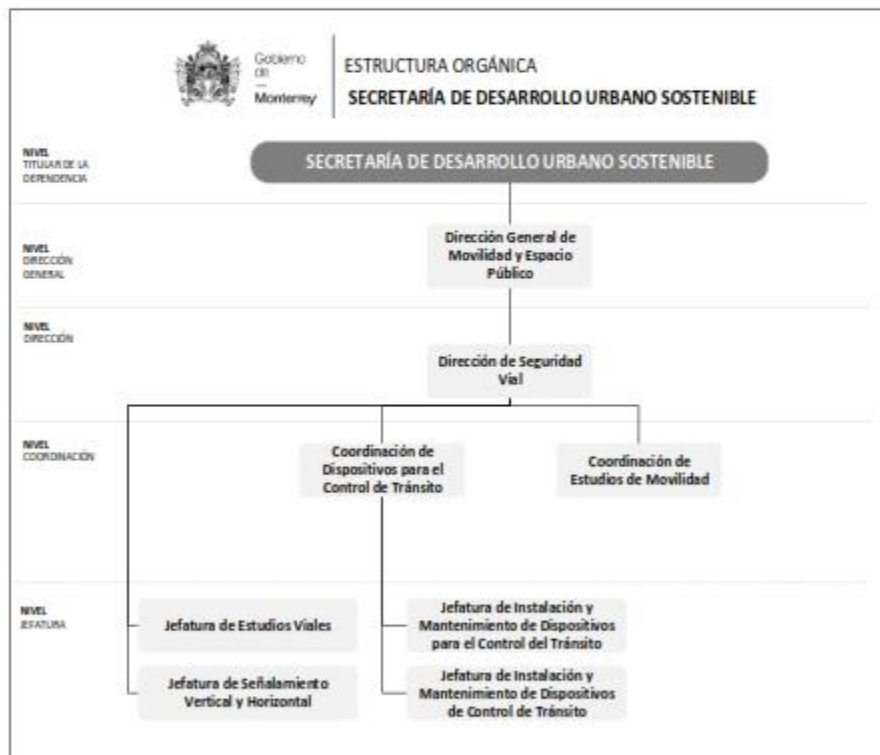 Gobierno
de
Monterrey
ESTRUCTURA ORGÁNICA
SECRETARÍA DE DESARROLLO URBANO SOSTENIBLE
NIVEL
TITULAR DE LA
DEPENDENCIA
SECRETARÍA DE DESARROLLO URBANO SOSTENIBLE
NIVEL
DIRECCIÓN
GENERAL
Dirección General de
Movilidad y Espacio
Público
NIVEL
DIRECCIÓN
Dirección de Seguridad
Vial
NIVEL
COORDINACIÓN
Coordinación de
Dispositivos para el
Control de Tránsito
Coordinación de
Estudios de Movilidad
NIVEL
JEFATURA
Jefatura de Estudios Viales
Jefatura de Instalación y
Mantenimiento de Dispositivos
para el Control Del Tránsito
Jefatura de Señalamiento
Vertical y Horizontal
Jefatura de Instalación y
Mantenimiento de Dispositivos
de Control de Tránsito